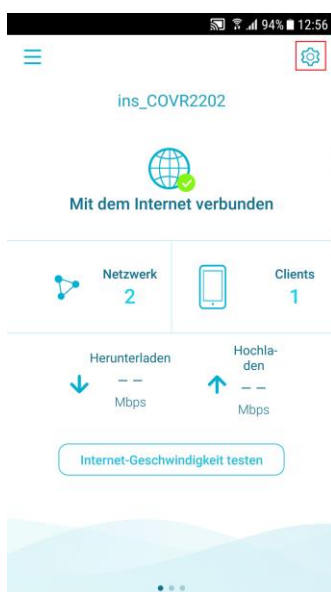 94% 12:56
ins_COVR2202
Mit dem Internet verbunden
Netzwerk
2
Clients
1
Herunterladen
– –
Mbps
Hochla-
den
– –
Mbps
Internet-Geschwindigkeit testen